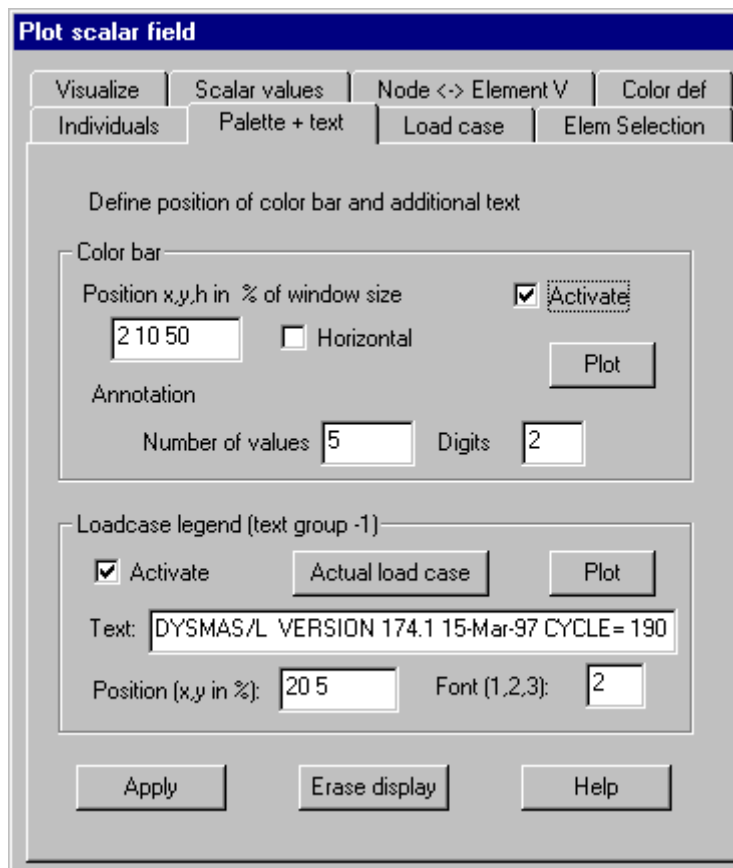 Plot scalar field
Visualize Scalar values Node <-> Element V Color def
Individuals Palette + text Load case Elem Selection
Define position of color bar and additional text
Color bar
Position x,y,h in % of window size Activate
2 10 50 Horizontal
Plot
Annotation
Number of values 5 Digits 2
Loadcase legend (text group -1)
Activate Actual load case Plot
Text: DYSMAS/L VERSION 174.1 15-Mar-97 CYCLE= 190
Position (x,y in %): 20 5 Font (1,2,3): 2
Apply Erase display Help